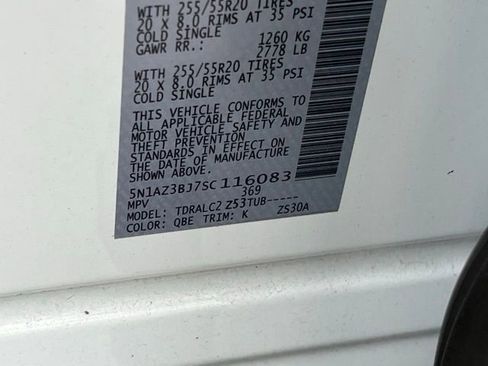 WITH 255/55R20 TIRES
20 X 8.0 RIMS AT 35 PSI
COLD SINGLE
GAWR RR.: 1260 KG
2778 LB
WITH 255/55R20 TIRES
20 X 8.0 RIMS AT 35 PSI
COLD SINGLE
THIS VEHICLE CONFORMS TO
ALL APPLICABLE FEDERAL
MOTOR VEHICLE SAFETY AND
THEFT PREVENTION
STANDARDS IN EFFECT ON
THE DATE OF MANUFACTURE
SHOWN ABOVE.
5N1AZ3BJ7SC116083
MPV 369
MODEL: TDRALC2 Z53TUB-----
COLOR: QBE TRIM: K ZS30A